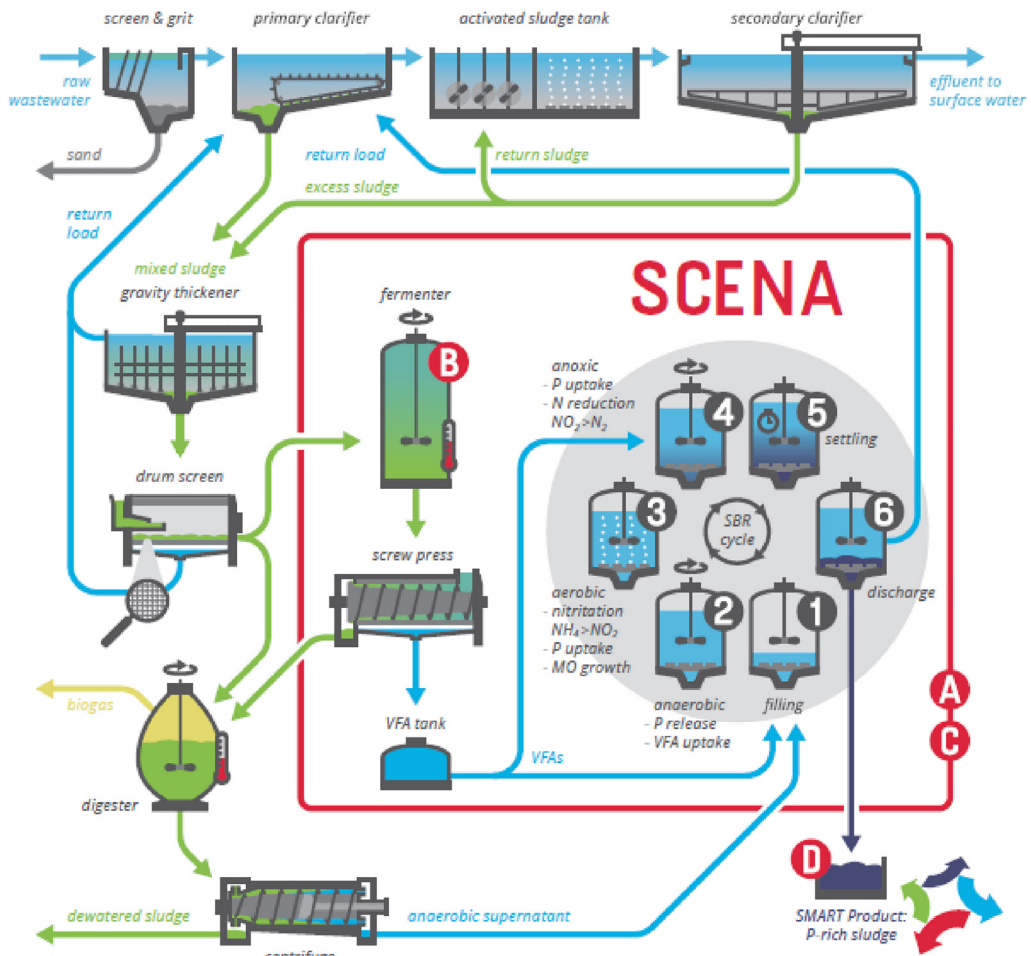 screen & grit
primary clarifier
activated sludge tank
secondary clarifier
raw
wastewater
effluent to
surface water
sand
return load
return sludge
excess sludge
return
load
mixed sludge
gravity thickener
SCENA
fermenter
B
anoxic
- P uptake
- N reduction
NO₂>N₂
4
5
settling
drum screen
3
SBR
cycle
6
screw press
aerobic
- nitritation
NH₄>NO₂
- P uptake
- MO growth
2
1
discharge
biogas
VFA tank
anaerobic
- P release
- VFA uptake
filling
A
C
VFAs
digester
D
dewatered sludge
anaerobic supernatant
SMART Product:
P-rich sludge